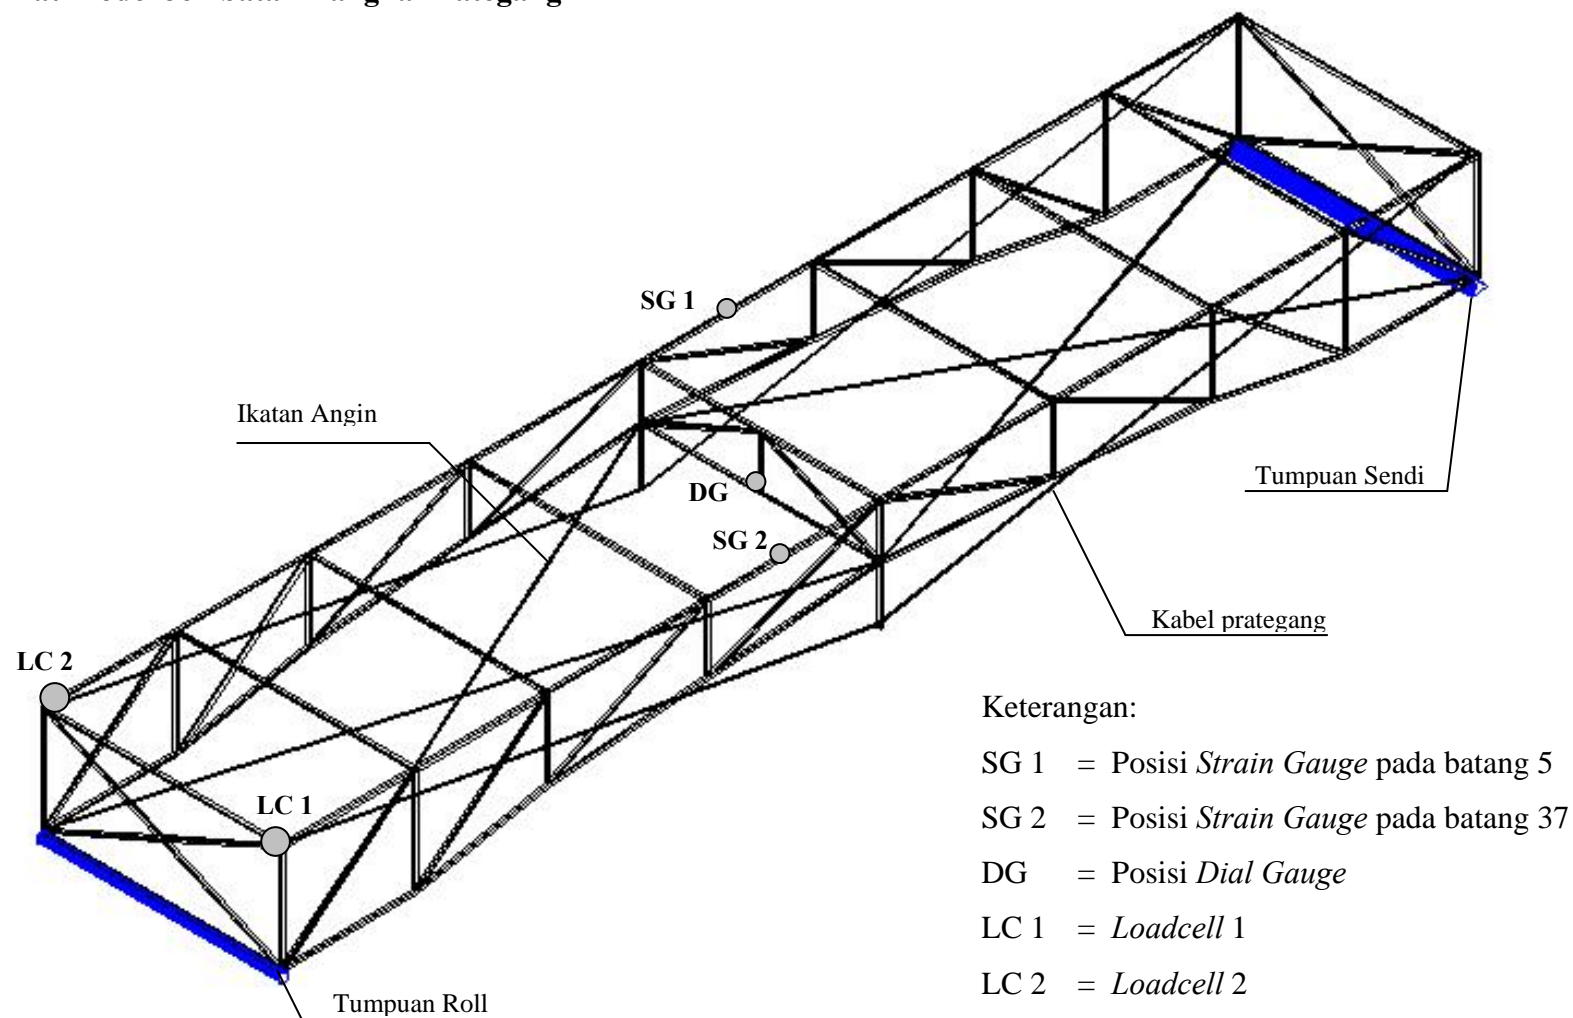 SG 1
Ikatan Angin
DG
Tumpuan Sendi
SG 2
Kabel prategang
LC 2
LC 1
Tumpuan Roll
Keterangan:
SG 1 = Posisi Strain Gauge pada batang 5
SG 2 = Posisi Strain Gauge pada batang 37
DG = Posisi Dial Gauge
LC 1 = Loadcell 1
LC 2 = Loadcell 2